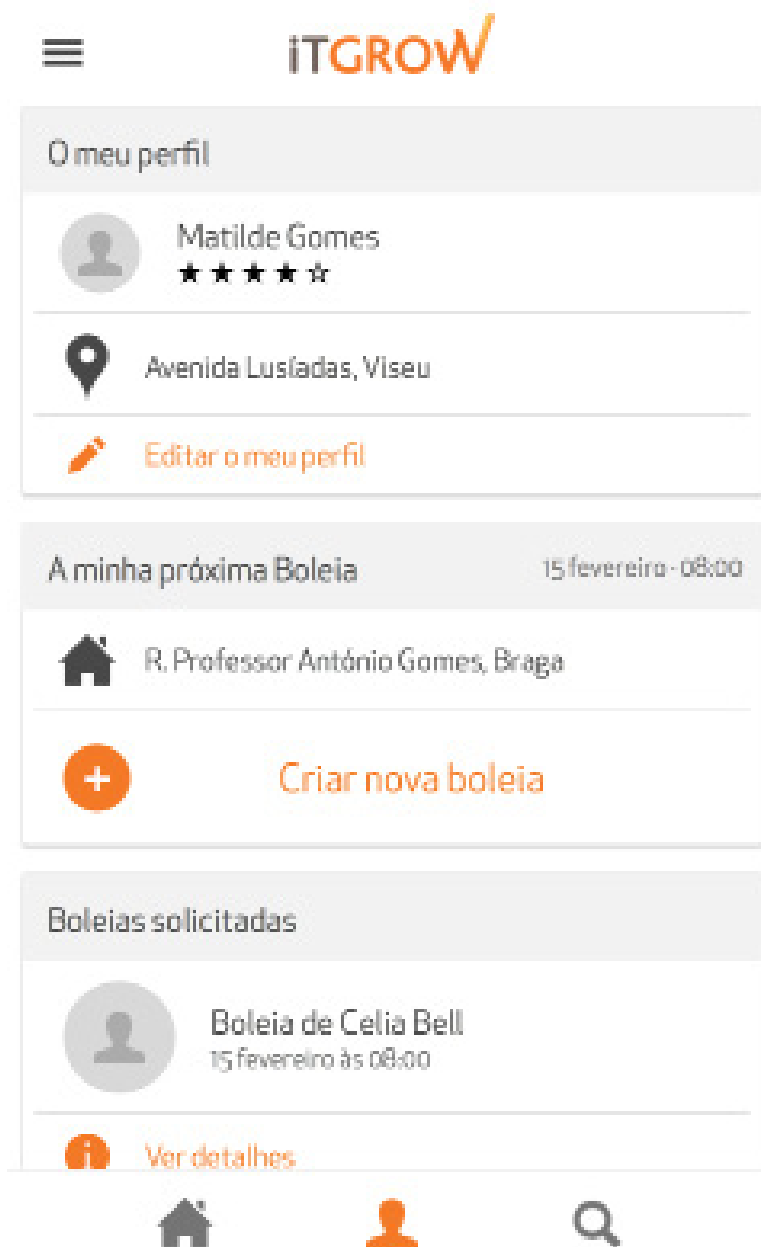 iTGROW
O meu perfil
Matilde Gomes
Avenida Lusíadas, Viseu
Editar o meu perfil
A minha próxima Boleia 15 fevereiro - 08:00
R. Professor António Gomes, Braga
Criar nova boleia
Boleias solicitadas
Boleia de Celia Bell
15 fevereiro às 08:00
Ver detalhes